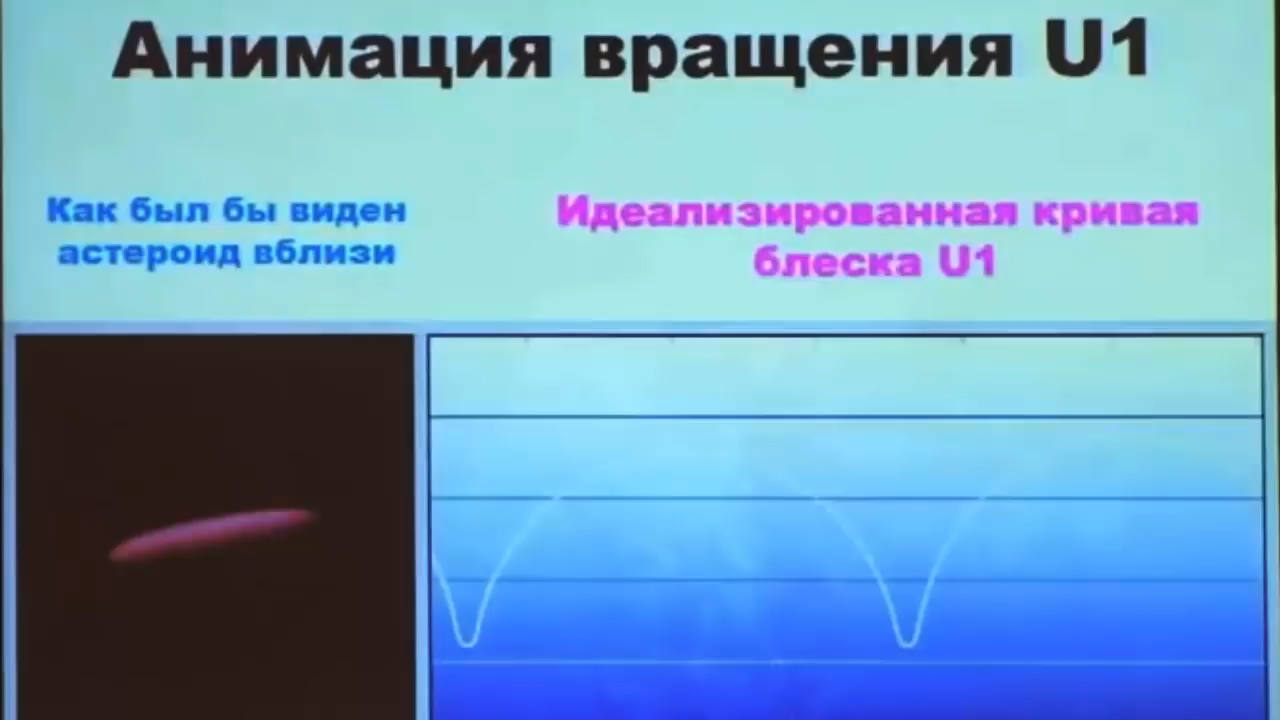 Анимация вращения U1
Как был бы виден
астероид вблизи
Идеализированная кривая
блеска U1